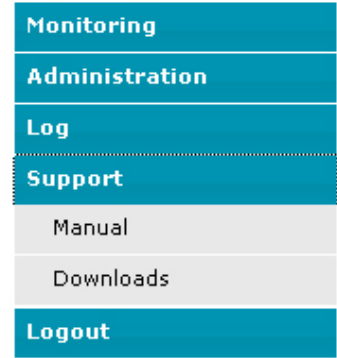 Monitoring
Administration
Log
Support
Manual
Downloads
Logout